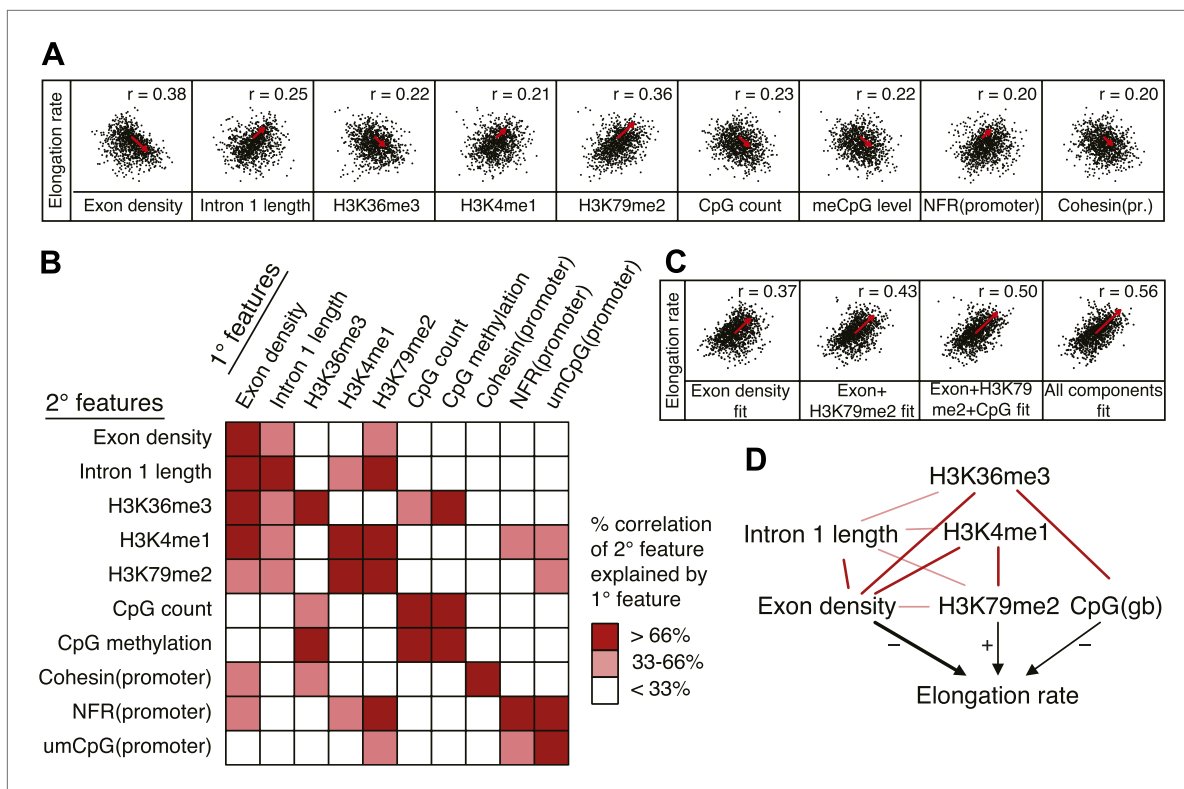 A
Elongation rate
r = 0.38
r = 0.25
r = 0.22
r = 0.21
r = 0.36
r = 0.23
r = 0.22
r = 0.20
r = 0.20
Exon density
Intron 1 length
H3K36me3
H3K4me1
H3K79me2
CpG count
meCpG level
NFR(promoter)
Cohesin(pr.)
B
1° features
Exon density
Intron 1 length
H3K36me3
H3K4me1
H3K79me2
CpG count
CpG methylation
Cohesin(promoter)
NFR(promoter)
umCpG(promoter)
2° features
Exon density
Intron 1 length
H3K36me3
H3K4me1
H3K79me2
CpG count
CpG methylation
Cohesin(promoter)
NFR(promoter)
umCpG(promoter)
% correlation
of 2° feature
explained by
1° feature
> 66%
33-66%
< 33%
C
Elongation rate
r = 0.37
r = 0.43
r = 0.50
r = 0.56
Exon density
fit
Exon+
H3K79me2 fit
Exon+H3K79
me2+CpG fit
All components
fit
D
H3K36me3
Intron 1 length
H3K4me1
Exon density
H3K79me2
CpG(gb)
−
+
−
Elongation rate